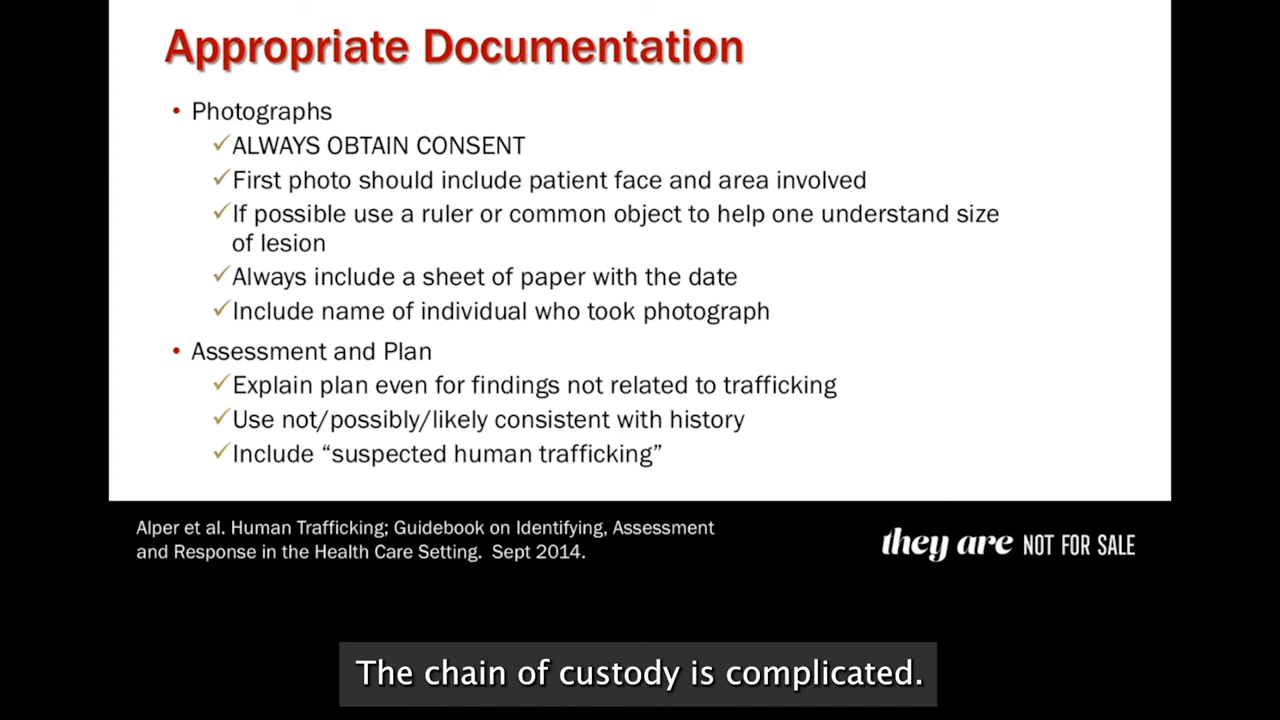 Appropriate Documentation
• Photographs
✓ALWAYS OBTAIN CONSENT
✓First photo should include patient face and area involved
✓If possible use a ruler or common object to help one understand size
of lesion
✓Always include a sheet of paper with the date
✓Include name of individual who took photograph
• Assessment and Plan
✓Explain plan even for findings not related to trafficking
✓Use not/possibly/likely consistent with history
✓Include “suspected human trafficking”
Alper et al. Human Trafficking; Guidebook on Identifying, Assessment
and Response in the Health Care Setting. Sept 2014.
they are NOT FOR SALE
The chain of custody is complicated.